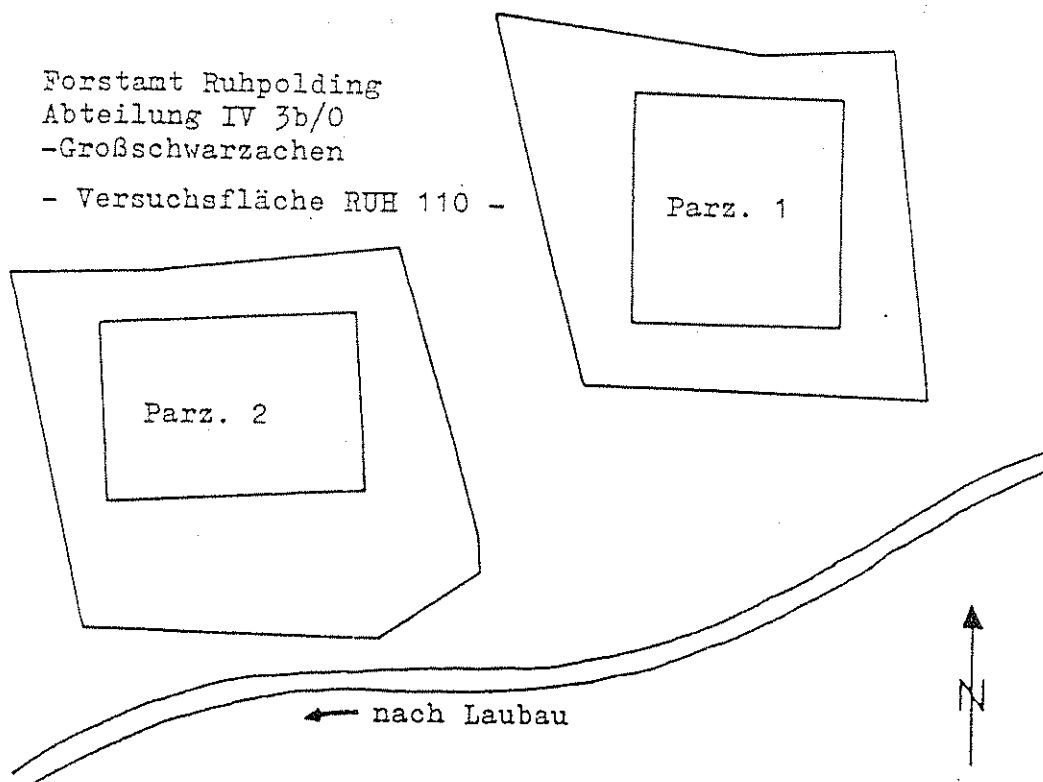 Forstamt Ruhpolding
Abteilung IV 3b/0
-Großschwarzachen
- Versuchsfläche RUH 110 -
Parz. 1
Parz. 2
nach Laubau
N